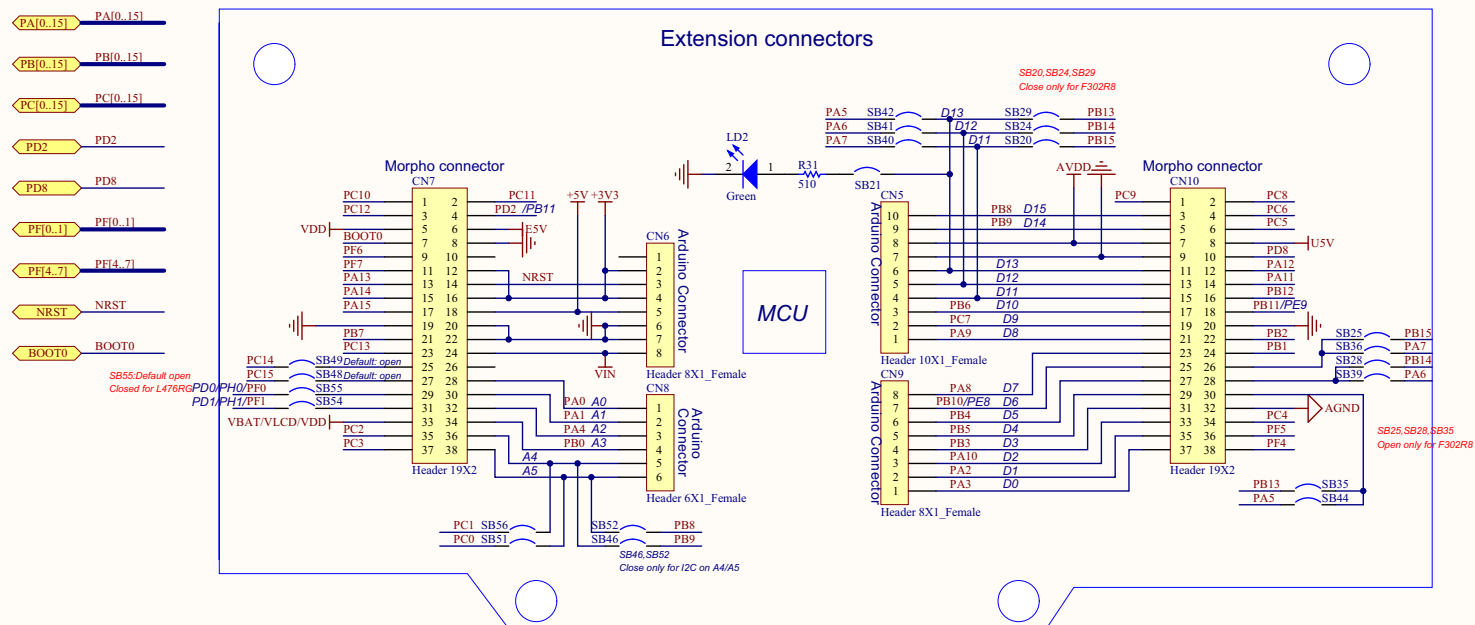 Extension connectors
PA[0..15] PA[0..15]
PB[0..15] PB[0..15]
PC[0..15] PC[0..15]
PD2 PD2
PD8 PD8
PF[0..1] PF[0..1]
PF[4..7] PF[4..7]
NRST NRST
BOOT0 BOOT0
SB20,SB24,SB29
Close only for F302R8
PA5 SB42 D13 SB29 PB13
PA6 SB41 D12 SB24 PB14
PA7 SB40 D11 SB20 PB15
LD2
2 1
Green
R31
510
SB21
AVDD
Morpho connector
CN7
PC10 1 2 PC11
PC12 3 4 PD2 /PB11
VDD 5 6 E5V
BOOT0 7 8
PF6 9 10
PF7 11 12
PA13 13 14 NRST
PA14 15 16
PA15 17 18
19 20
PB7 21 22
PC13 23 24
PC14 SB49 Default: open 25 26
PC15 SB48 Default: open 27 28
PD0/PH0/PF0 SB55 29 30
PD1/PH1/PF1 SB54 31 32
VBAT/VLCD/VDD 33 34
PC2 35 36
PC3 37 38
Header 19X2
SB55:Default open
Closed for L476RG
+5V +3V3
CN6
1
2
3
4
5
6
7
8
VIN
Header 8X1_Female
Arduino Connector
CN8
PA0 A0 1
PA1 A1 2
PA4 A2 3
PB0 A3 4
A4 5
A5 6
Header 6X1_Female
Arduino
Connector
PC1 SB56 SB52 PB8
PC0 SB51 SB46 PB9
SB46,SB52
Close only for I2C on A4/A5
MCU
CN5
Arduino Connector
10 PB8 D15
9 PB9 D14
8
7
6 D13
5 D12
4 D11
3 PB6 D10
2 PC7 D9
1 PA9 D8
Header 10X1_Female
CN9
Arduino Connector
8 PA8 D7
7 PB10/PE8 D6
6 PB4 D5
5 PB5 D4
4 PB3 D3
3 PA10 D2
2 PA2 D1
1 PA3 D0
Header 8X1_Female
Morpho connector
CN10
PC9 1 2 PC8
3 4 PC6
5 6 PC5
7 8 U5V
9 10 PD8
11 12 PA12
13 14 PA11
15 16 PB12
17 18 PB11/PE9
19 20
21 22 PB2
23 24 PB1
25 26
27 28
29 30
31 32 AGND
33 34 PC4
35 36 PF5
37 38 PF4
Header 19X2
SB25 PB15
SB36 PA7
SB28 PB14
SB39 PA6
SB25,SB28,SB35
Open only for F302R8
PB13 SB35
PA5 SB44